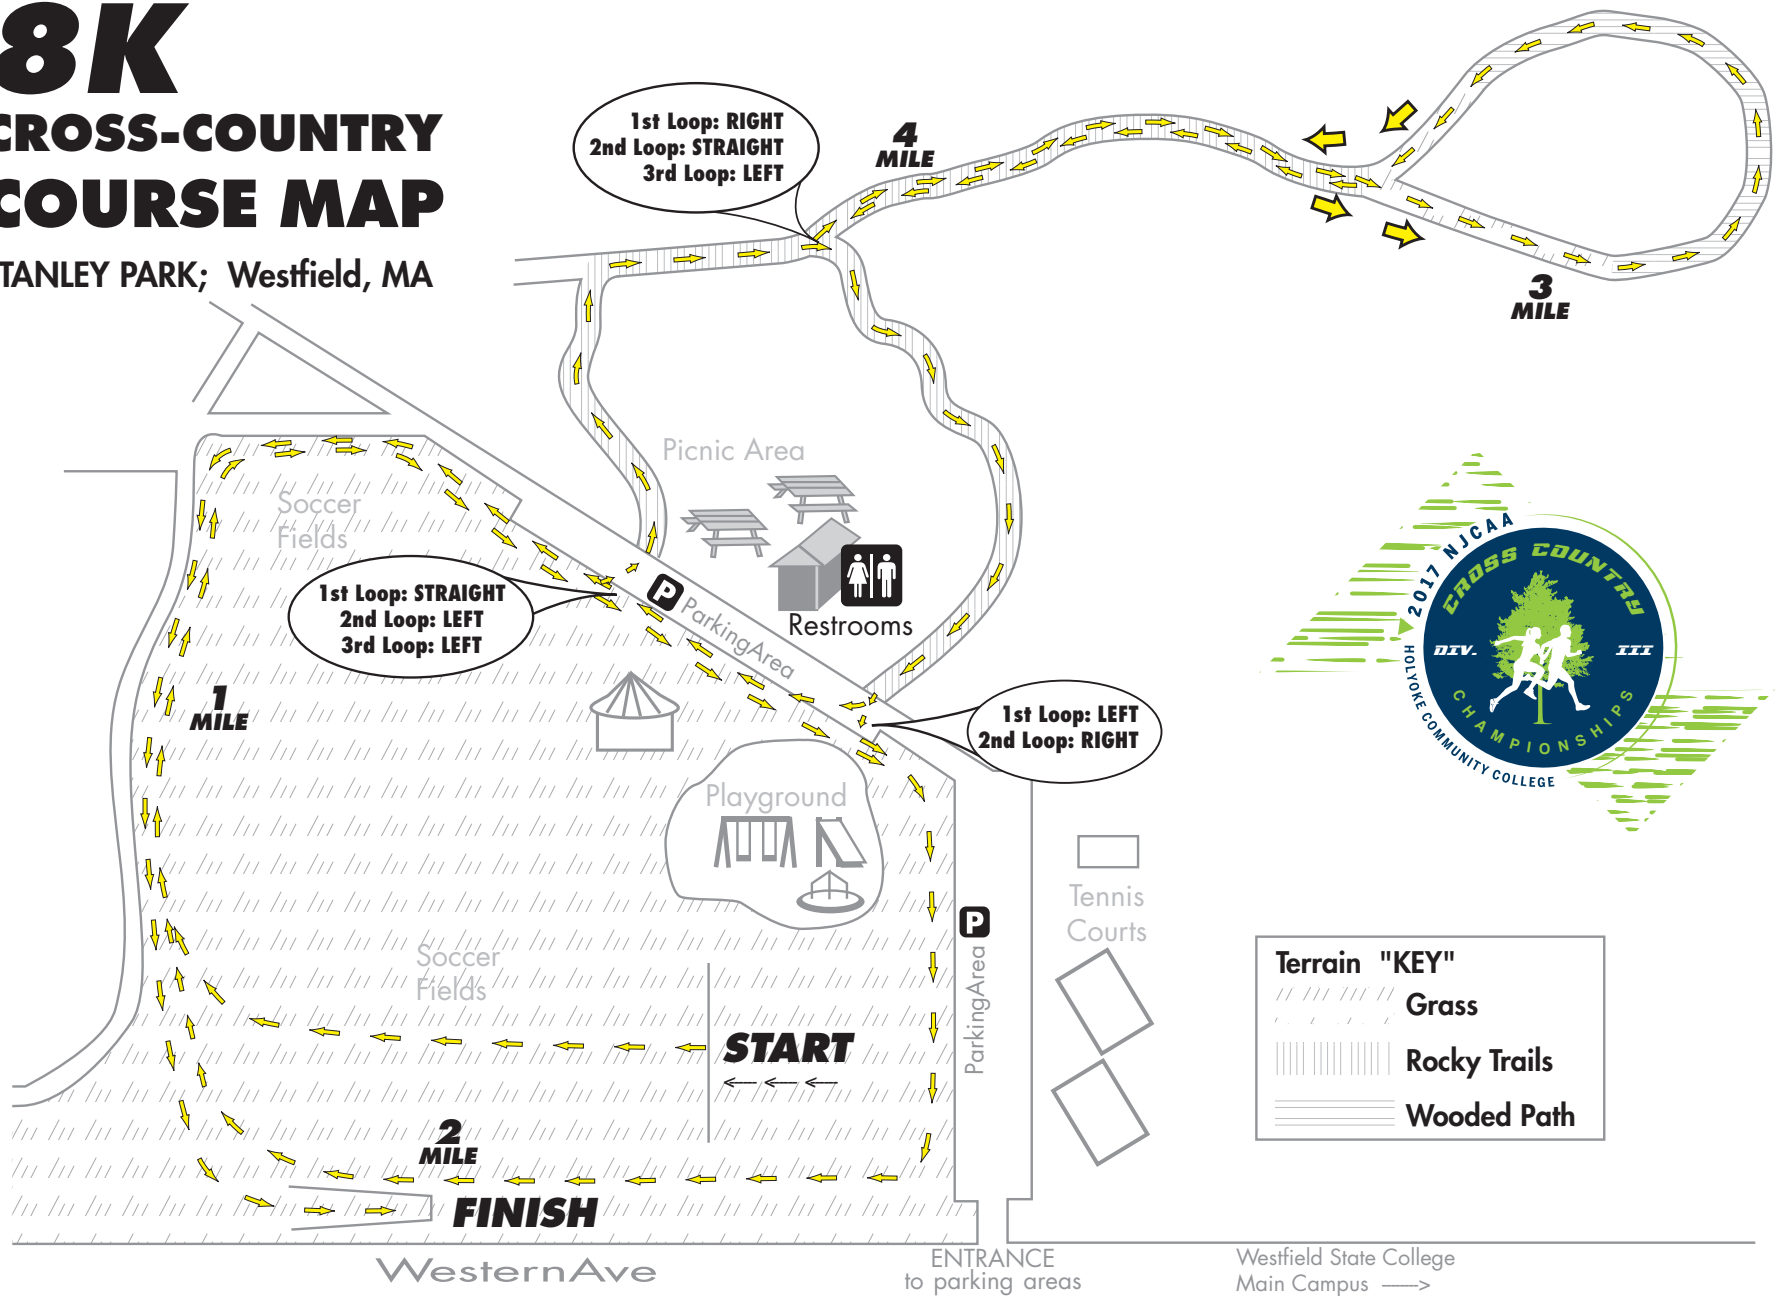 8K
CROSS-COUNTRY
COURSE MAP
TANLEY PARK; Westfield, MA
1st Loop: RIGHT
2nd Loop: STRAIGHT
3rd Loop: LEFT
4
MILE
3
MILE
Picnic Area
Restrooms
Soccer
Fields
1st Loop: STRAIGHT
2nd Loop: LEFT
3rd Loop: LEFT
P
ParkingArea
1
MILE
1st Loop: LEFT
2nd Loop: RIGHT
Playground
2017 NJCAA
CROSS COUNTRY
DIV. III
CHAMPIONSHIPS
HOLYOKE COMMUNITY COLLEGE
Tennis
Courts
P
ParkingArea
Soccer
Fields
START
2
MILE
FINISH
Terrain "KEY"
Grass
Rocky Trails
Wooded Path
WesternAve
ENTRANCE
to parking areas
Westfield State College
Main Campus --->